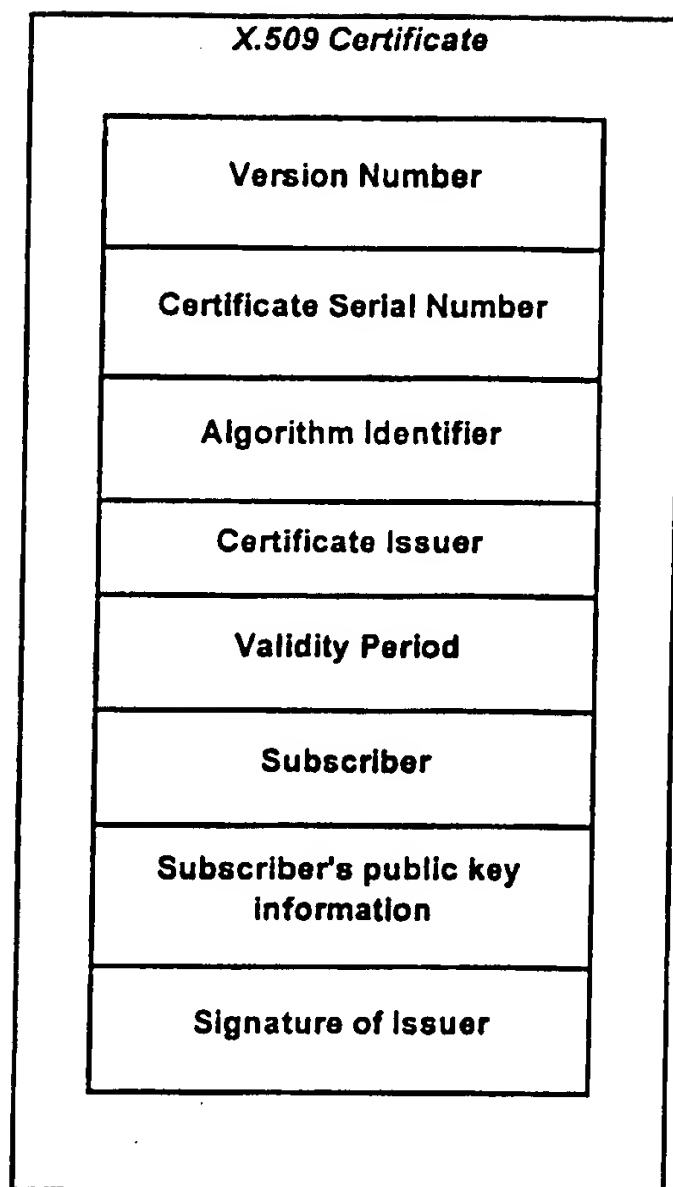 X.509 Certificate
Version Number
Certificate Serial Number
Algorithm Identifier
Certificate Issuer
Validity Period
Subscriber
Subscriber's public key
information
Signature of Issuer